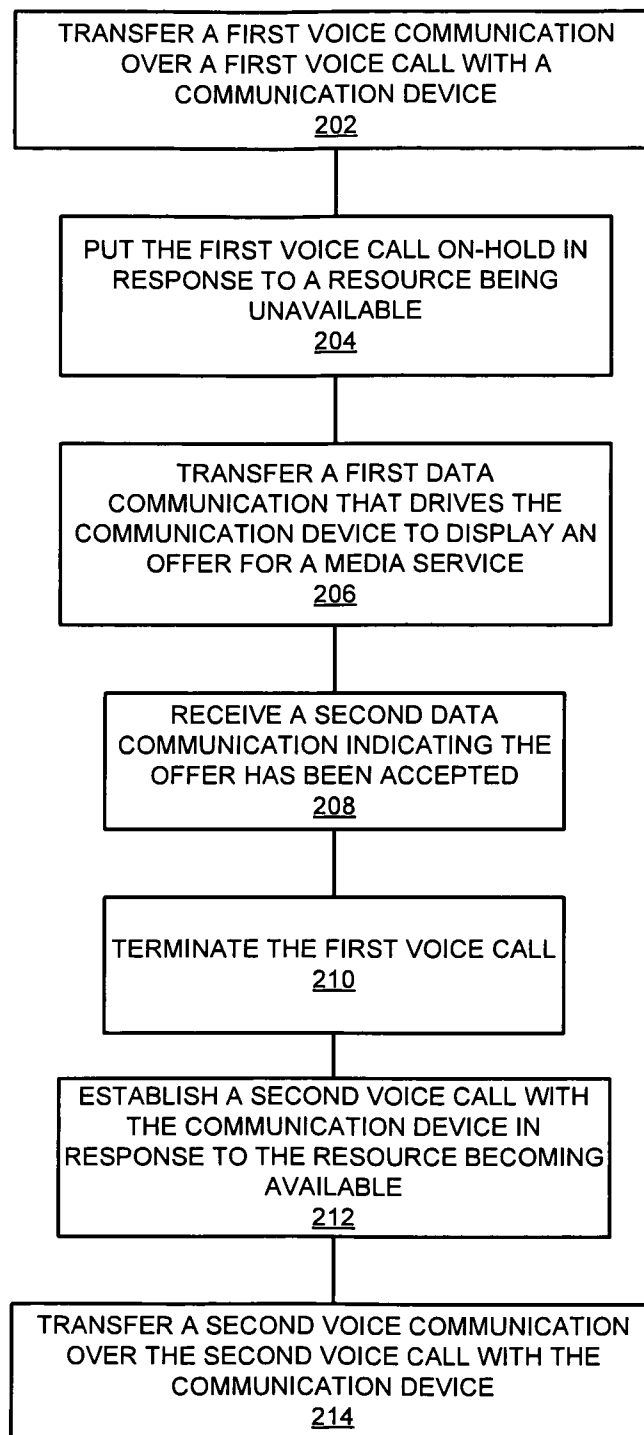 TRANSFER A FIRST VOICE COMMUNICATION
OVER A FIRST VOICE CALL WITH A
COMMUNICATION DEVICE
202
PUT THE FIRST VOICE CALL ON-HOLD IN
RESPONSE TO A RESOURCE BEING
UNAVAILABLE
204
TRANSFER A FIRST DATA
COMMUNICATION THAT DRIVES THE
COMMUNICATION DEVICE TO DISPLAY AN
OFFER FOR A MEDIA SERVICE
206
RECEIVE A SECOND DATA
COMMUNICATION INDICATING THE
OFFER HAS BEEN ACCEPTED
208
TERMINATE THE FIRST VOICE CALL
210
ESTABLISH A SECOND VOICE CALL WITH
THE COMMUNICATION DEVICE IN
RESPONSE TO THE RESOURCE BECOMING
AVAILABLE
212
TRANSFER A SECOND VOICE COMMUNICATION
OVER THE SECOND VOICE CALL WITH THE
COMMUNICATION DEVICE
214